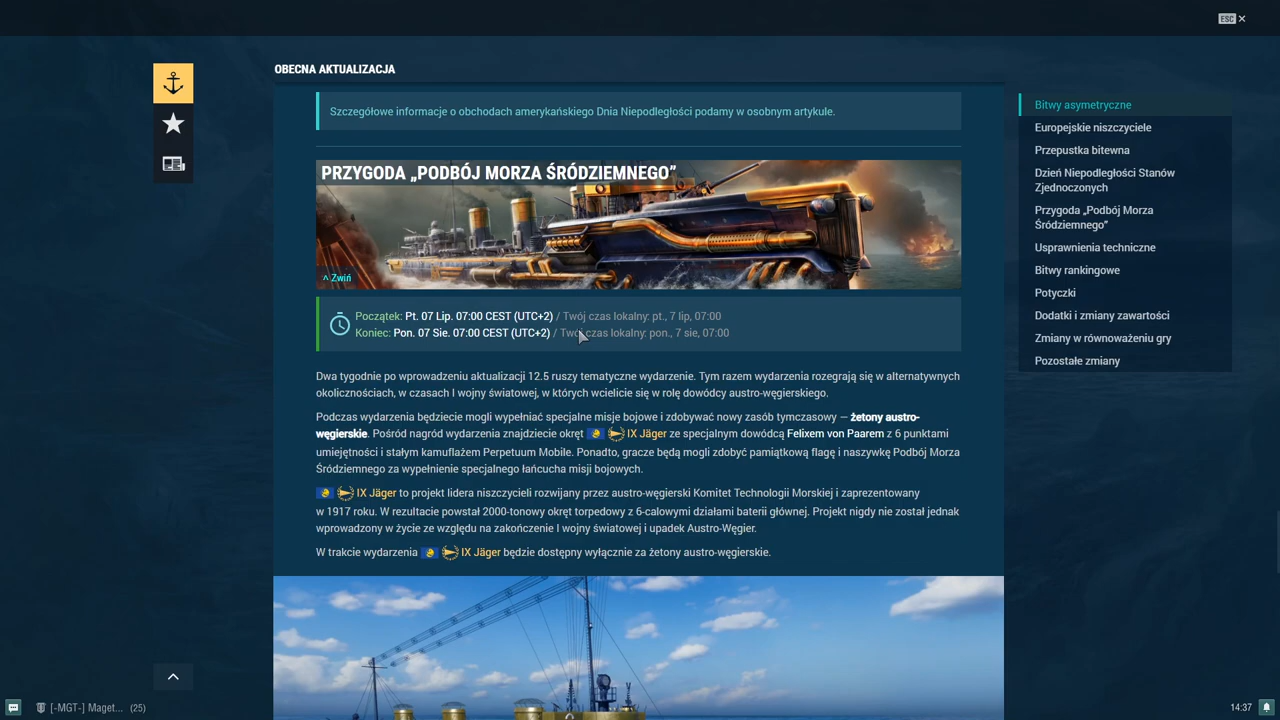 ESC ×
OBECNA AKTUALIZACJA
Szczegółowe informacje o obchodach amerykańskiego Dnia Niepodległości podamy w osobnym artykule.
PRZYGODA „PODBÓJ MORZA ŚRÓDZIEMNEGO”
^ Zwiń
Początek: Pt. 07 Lip. 07:00 CEST (UTC+2) / Twój czas lokalny: pt., 7 lip, 07:00
Koniec: Pon. 07 Sie. 07:00 CEST (UTC+2) / Twój czas lokalny: pon., 7 sie, 07:00
Dwa tygodnie po wprowadzeniu aktualizacji 12.5 ruszy tematyczne wydarzenie. Tym razem wydarzenia rozegrają się w alternatywnych
okolicznościach, w czasach I wojny światowej, w których wcielicie się w rolę dowódcy austro-węgierskiego.
Podczas wydarzenia będziecie mogli wypełniać specjalne misje bojowe i zdobywać nowy zasób tymczasowy — żetony austro-
węgierskie. Pośród nagród wydarzenia znajdziecie okręt IX Jäger ze specjalnym dowódcą Felixem von Paarem z 6 punktami
umiejętności i stałym kamuflażem Perpetuum Mobile. Ponadto, gracze będą mogli zdobyć pamiątkową flagę i naszywkę Podbój Morza
Śródziemnego za wypełnienie specjalnego łańcucha misji bojowych.
IX Jäger to projekt lidera niszczycieli rozwijany przez austro-węgierski Komitet Technologii Morskiej i zaprezentowany
w 1917 roku. W rezultacie powstał 2000-tonowy okręt torpedowy z 6-calowymi działami baterii głównej. Projekt nigdy nie został jednak
wprowadzony w życie ze względu na zakończenie I wojny światowej i upadek Austro-Węgier.
W trakcie wydarzenia IX Jäger będzie dostępny wyłącznie za żetony austro-węgierskie.
Bitwy asymetryczne
Europejskie niszczyciele
Przepustka bitewna
Dzień Niepodległości Stanów
Zjednoczonych
Przygoda „Podbój Morza
Śródziemnego”
Usprawnienia techniczne
Bitwy rankingowe
Potyczki
Dodatki i zmiany zawartości
Zmiany w równoważeniu gry
Pozostałe zmiany
[-MGT-] Maget... (25)
14:37